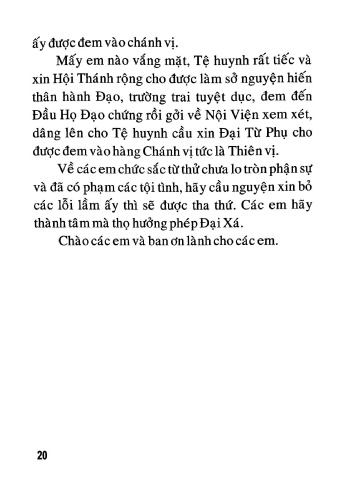 ấy được đem vào chánh vị.
Mấy em nào vắng mặt, Tệ huynh rất tiếc và
xin Hội Thánh rộng cho được làm sở nguyện hiến
thân hành Đạo, trường trai tuyệt dục, đem đến
Đầu Họ Đạo chứng rồi gởi về Nội Viện xem xét,
dâng lên cho Tệ huynh cầu xin Đại Từ Phụ cho
được đem vào hàng Chánh vị tức là Thiên vị.
Về các em chức sắc từ thử chưa lo tròn phận sự
và đã có phạm các tội tình, hãy cầu nguyện xin bỏ
các lỗi lầm ấy thì sẽ được tha thứ. Các em hãy
thành tâm mà thọ hưởng phép Đại Xá.
Chào các em và ban ơn lành cho các em.
20